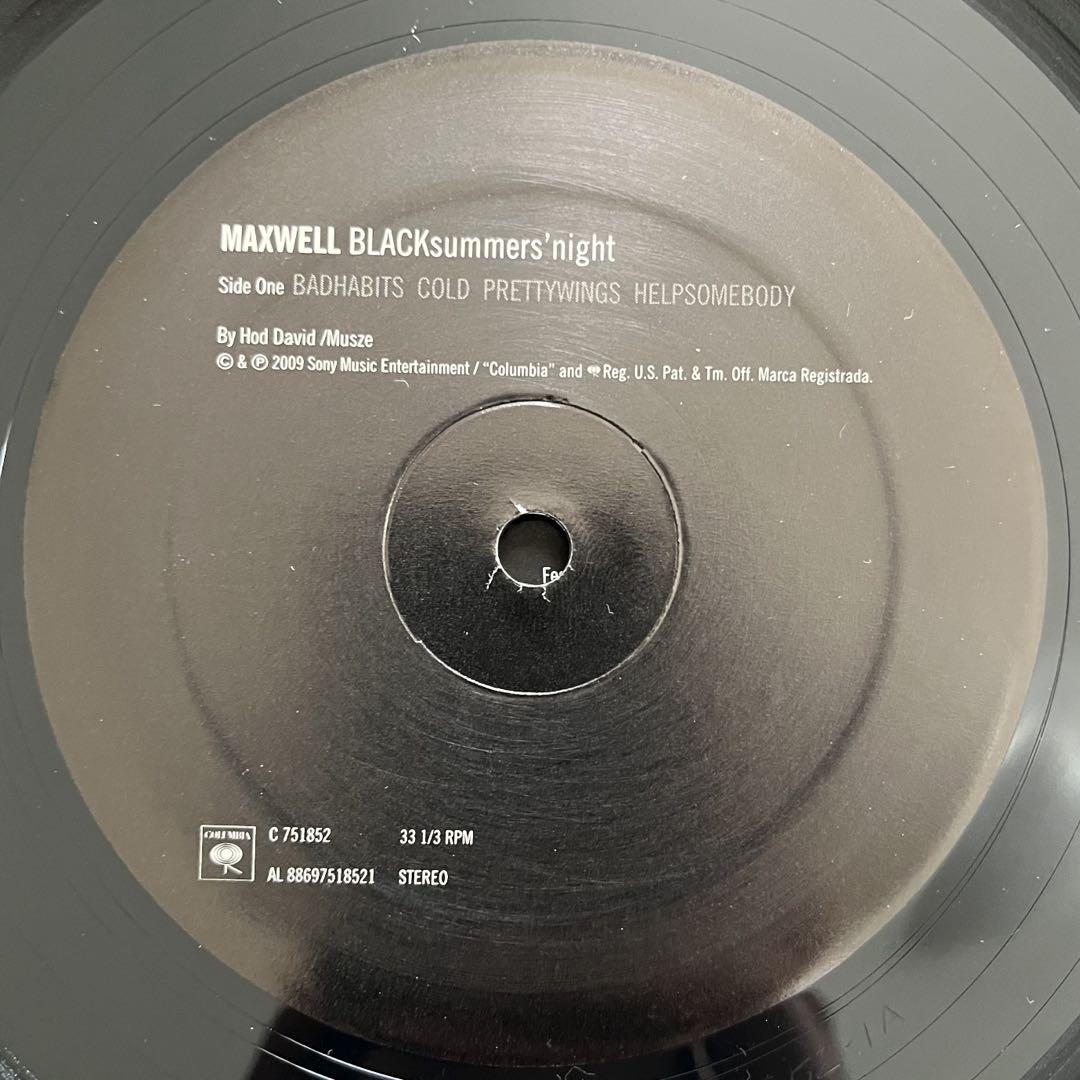 MAXWELL BLACKsummers'night
Side One BADHABITS COLD PRETTYWINGS HELPSOMEBODY
By Hod David /Musze
© & ℗ 2009 Sony Music Entertainment / “Columbia” and Reg. U.S. Pat. & Tm. Off. Marca Registrada.
COLUMBIA
C 751852 33 1/3 RPM
AL 88697518521 STEREO